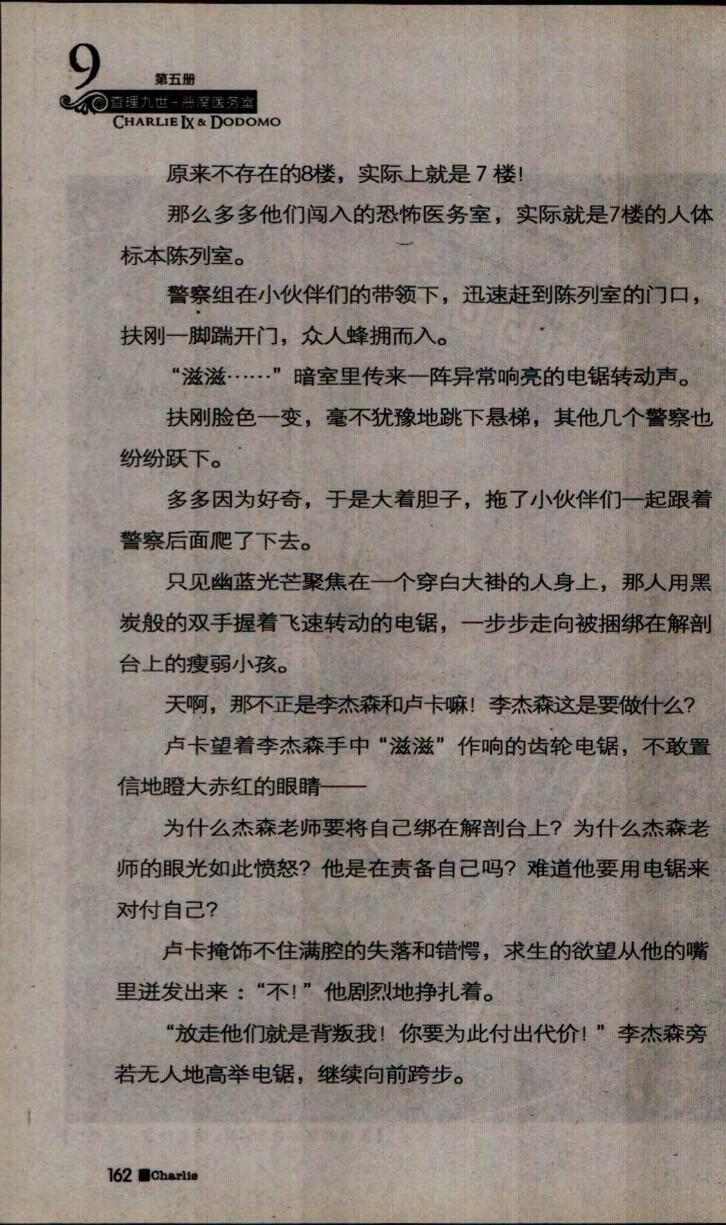 9
第五册
查理九世-恶魔医务室
CHARLIE IX & DODOMO
原来不存在的8楼，实际上就是7楼！
那么多多他们闯入的恐怖医务室，实际就是7楼的人体
标本陈列室。
警察组在小伙伴们的带领下，迅速赶到陈列室的门口，
扶刚一脚踹开门，众人蜂拥而入。
“滋滋……”暗室里传来一阵异常响亮的电锯转动声。
扶刚脸色一变，毫不犹豫地跳下悬梯，其他几个警察也
纷纷跃下。
多多因为好奇，于是大着胆子，拖了小伙伴们一起跟着
警察后面爬了下去。
只见幽蓝光芒聚焦在一个穿白大褂的人身上，那人用黑
炭般的双手握着飞速转动的电锯，一步步走向被捆绑在解剖
台上的瘦弱小孩。
天啊，那不正是李杰森和卢卡嘛！李杰森这是要做什么？
卢卡望着李杰森手中“滋滋”作响的齿轮电锯，不敢置
信地瞪大赤红的眼睛——
为什么杰森老师要将自己绑在解剖台上？为什么杰森老
师的眼光如此愤怒？他是在责备自己吗？难道他要用电锯来
对付自己？
卢卡掩饰不住满腔的失落和错愕，求生的欲望从他的嘴
里迸发出来：“不！”他剧烈地挣扎着。
“放走他们就是背叛我！你要为此付出代价！”李杰森旁
若无人地高举电锯，继续向前跨步。
162 ■Charlie